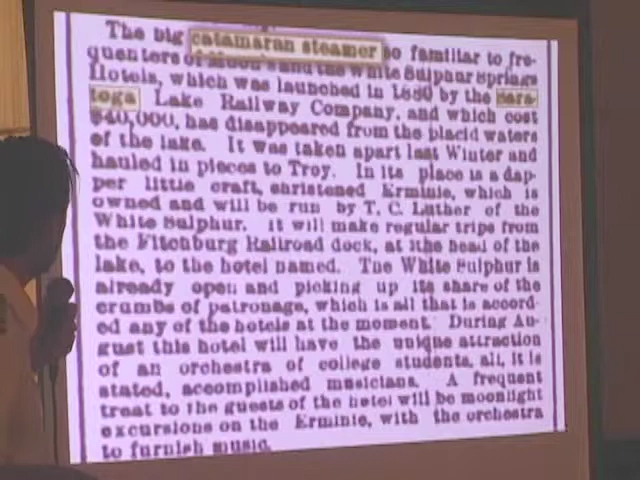 The big catamaran steamer so familiar to fre-
quenters of Moon's and the White Sulphur Springs
Hotels, which was launched in 1880 by the Sara-
toga Lake Railway Company, and which cost
$40,000, has disappeared from the placid waters
of the lake. It was taken apart last Winter and
hauled in pieces to Troy. In its place is a dap-
per little craft, christened Erminie, which is
owned and will be run by T. C. Luther of the
White Sulphur. It will make regular trips from
the Fitchburg Railroad dock, at the head of the
lake, to the hotel named. The White Sulphur is
already open and picking up its share of the
crumbs of patronage, which is all that is accord-
ed any of the hotels at the moment. During Au-
gust this hotel will have the unique attraction
of an orchestra of college students, all, it is
stated, accomplished musicians. A frequent
treat to the guests of the hotel will be moonlight
excursions on the Erminie, with the orchestra
to furnish music.